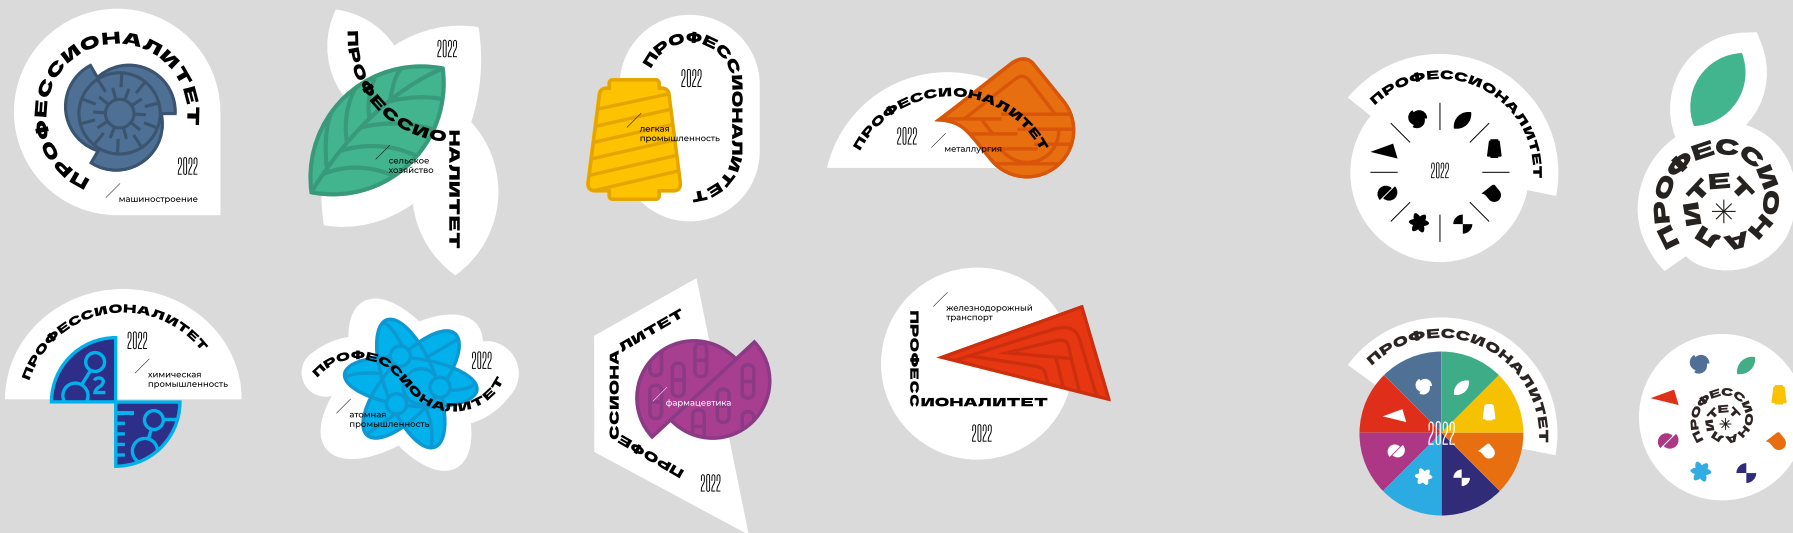 ПРОФЕССИОНАЛИТЕТ
2022
машиностроение
ПРОФЕССИОНАЛИТЕТ
2022
сельское
хозяйство
ПРОФЕССИОНАЛИТЕТ
2022
легкая
промышленность
ПРОФЕССИОНАЛИТЕТ
2022
металлургия
ПРОФЕССИОНАЛИТЕТ
2022
ПРОФЕССИОНАЛИТЕТ
ПРОФЕССИОНАЛИТЕТ
2022
химическая
промышленность
2
ПРОФЕССИОНАЛИТЕТ
2022
атомная
промышленность
ПРОФЕССИОНАЛИТЕТ
фармацевтика
2022
железнодорожный
транспорт
ПРОФЕССИОНАЛИТЕТ
2022
ПРОФЕССИОНАЛИТЕТ
2022
ПРОФЕССИОНАЛИТЕТ